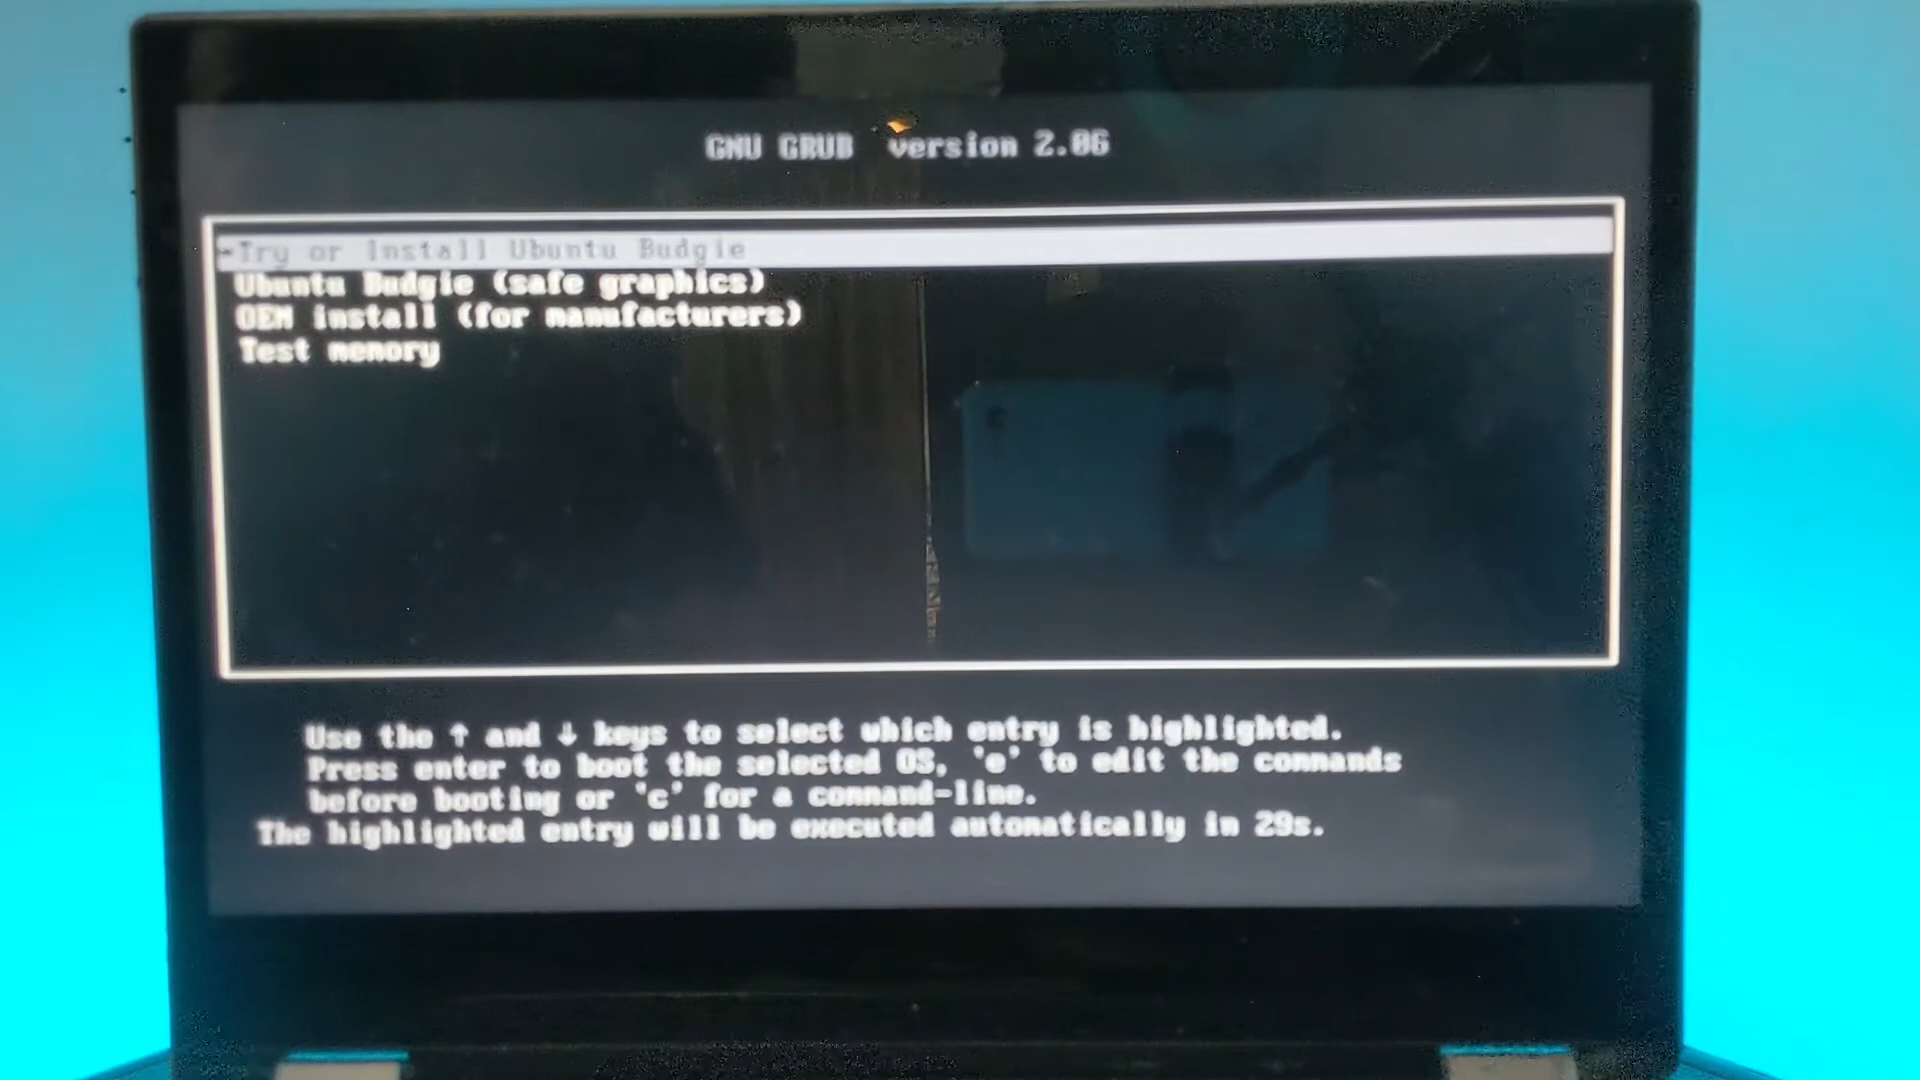 GNU GRUB  version 2.06
*Try or Install Ubuntu Budgie
Ubuntu Budgie (safe graphics)
OEM install (for manufacturers)
Test memory
Use the ↑ and ↓ keys to select which entry is highlighted.
Press enter to boot the selected OS, 'e' to edit the commands
before booting or 'c' for a command-line.
The highlighted entry will be executed automatically in 29s.